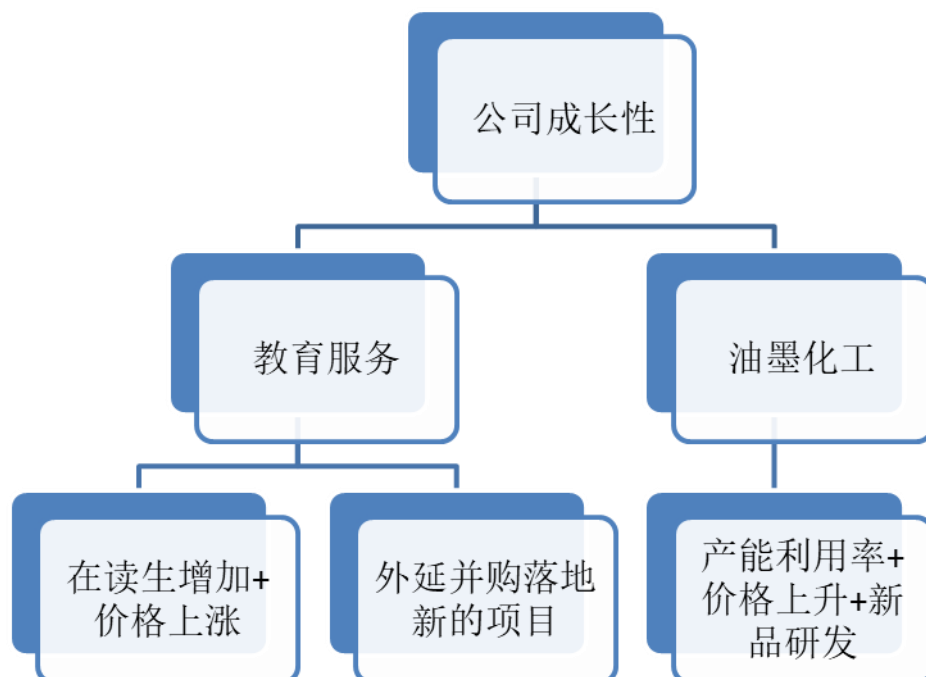 公司成长性
教育服务
油墨化工
在读生增加+
价格上涨
外延并购落地
新的项目
产能利用率+
价格上升+新
品研发